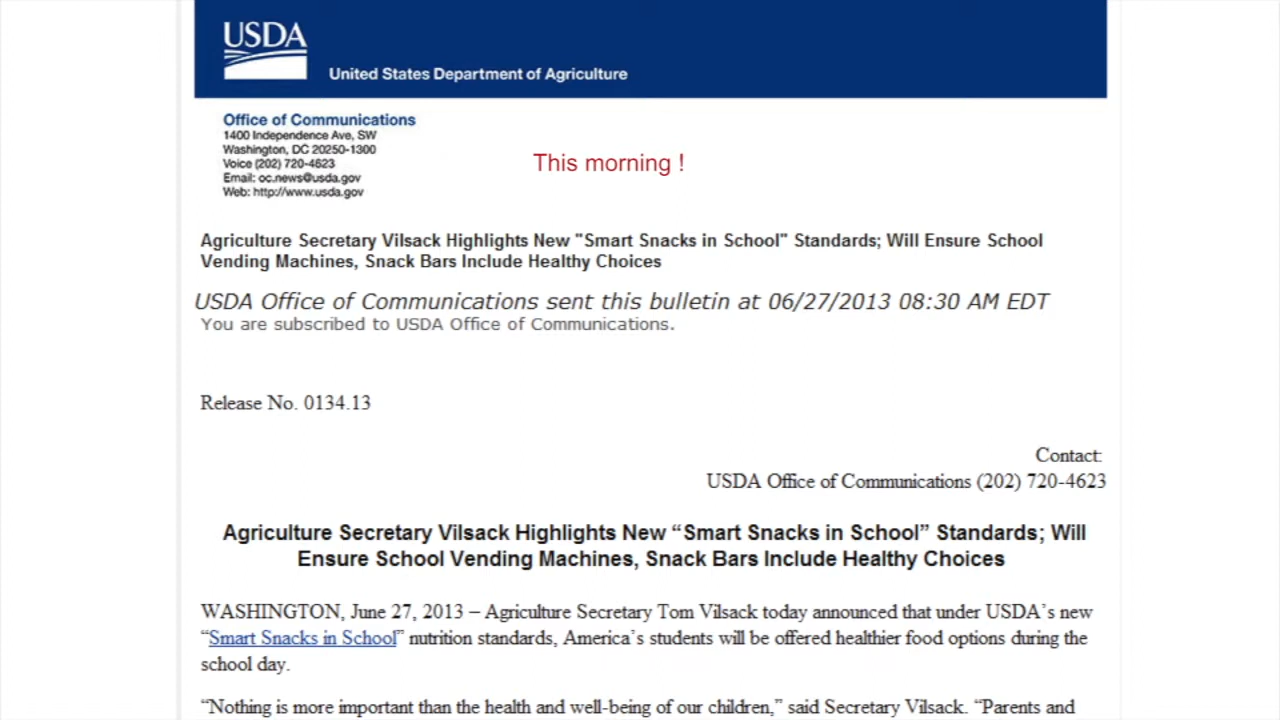 USDA
United States Department of Agriculture
Office of Communications
1400 Independence Ave, SW
Washington, DC 20250-1300
Voice (202) 720-4623
Email: oc.news@usda.gov
Web: http://www.usda.gov
This morning !
Agriculture Secretary Vilsack Highlights New "Smart Snacks in School" Standards; Will Ensure School
Vending Machines, Snack Bars Include Healthy Choices
USDA Office of Communications sent this bulletin at 06/27/2013 08:30 AM EDT
You are subscribed to USDA Office of Communications.
Release No. 0134.13
Contact:
USDA Office of Communications (202) 720-4623
Agriculture Secretary Vilsack Highlights New “Smart Snacks in School” Standards; Will
Ensure School Vending Machines, Snack Bars Include Healthy Choices
WASHINGTON, June 27, 2013 – Agriculture Secretary Tom Vilsack today announced that under USDA’s new
“Smart Snacks in School” nutrition standards, America’s students will be offered healthier food options during the
school day.
“Nothing is more important than the health and well-being of our children,” said Secretary Vilsack. “Parents and